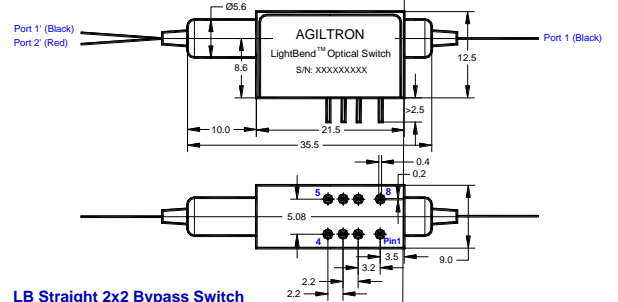 Ø5.6
Port 1' (Black)
Port 2' (Red)
AGILTRON
LightBend™ Optical Switch
S/N: XXXXXXXXX
Port 1 (Black)
12.5
8.6
>2.5
10.0
21.5
35.5
0.4
0.2
5
8
5.08
4
Pin1
3.5
9.0
3.2
2.2
2.2
LB Straight 2x2 Bypass Switch